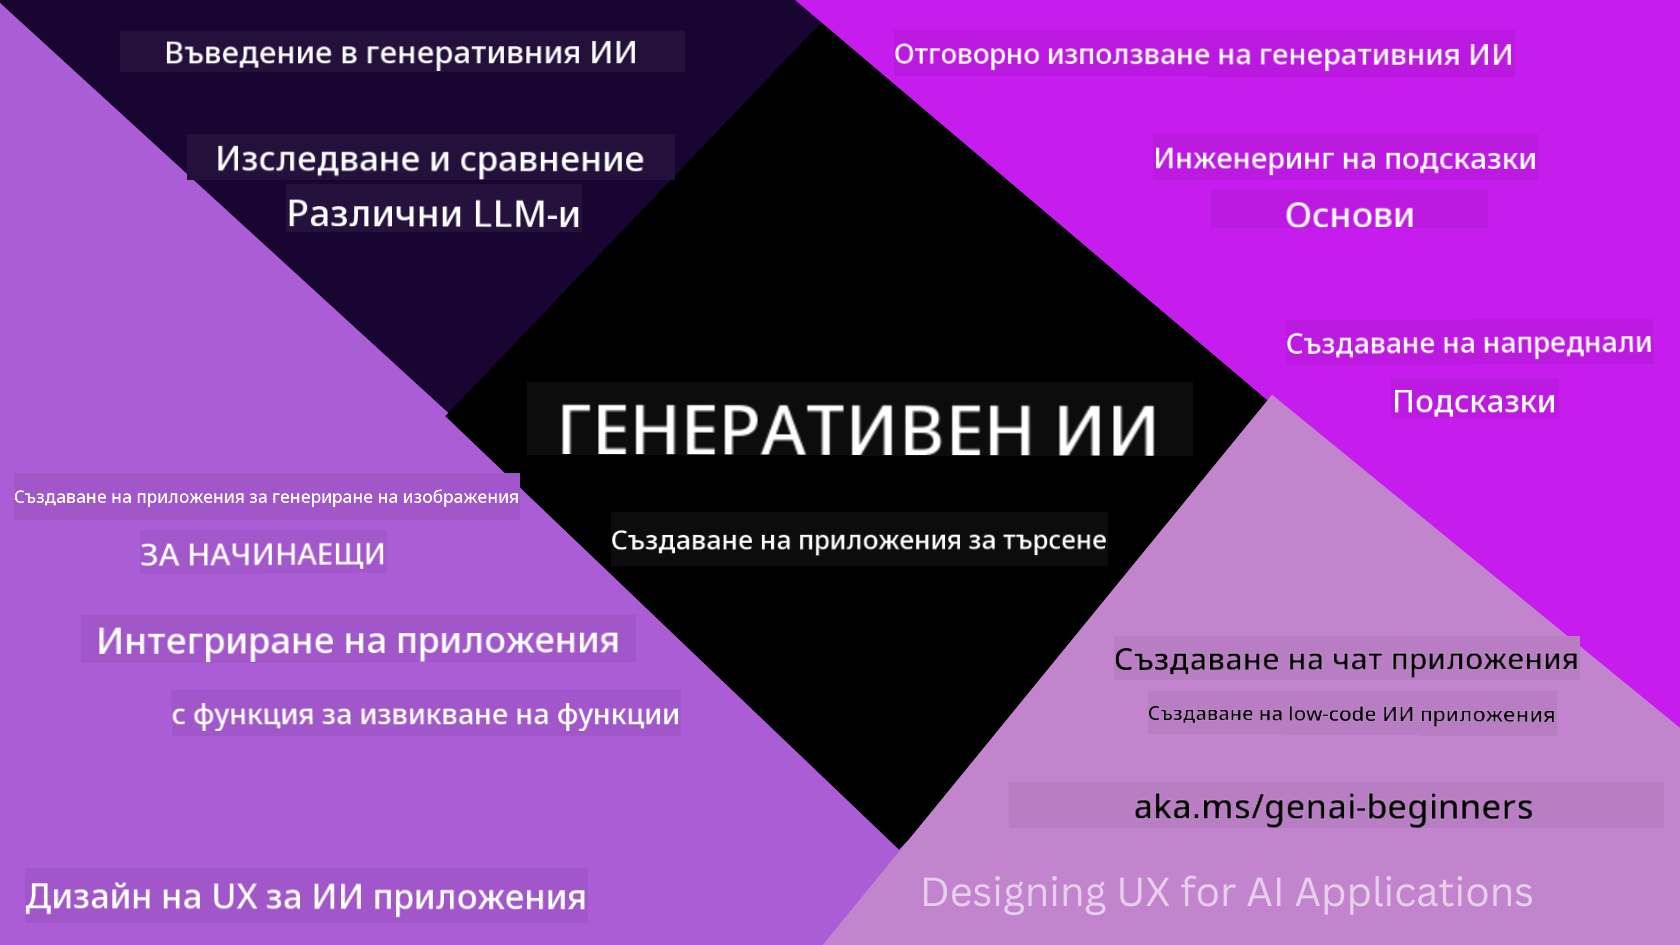 Въведение в генеративния ИИ
Изследване и сравнение
Различни LLM-и
Отговорно използване на генеративния ИИ
Инженеринг на подсказки
Основи
Създаване на напреднали
Подсказки
ГЕНЕРАТИВЕН ИИ
Създаване на приложения за търсене
Създаване на приложения за генериране на изображения
ЗА НАЧИНАЕЩИ
Интегриране на приложения
с функция за извикване на функции
Дизайн на UX за ИИ приложения
Създаване на чат приложения
Създаване на low-code ИИ приложения
aka.ms/genai-beginners
Designing UX for AI Applications